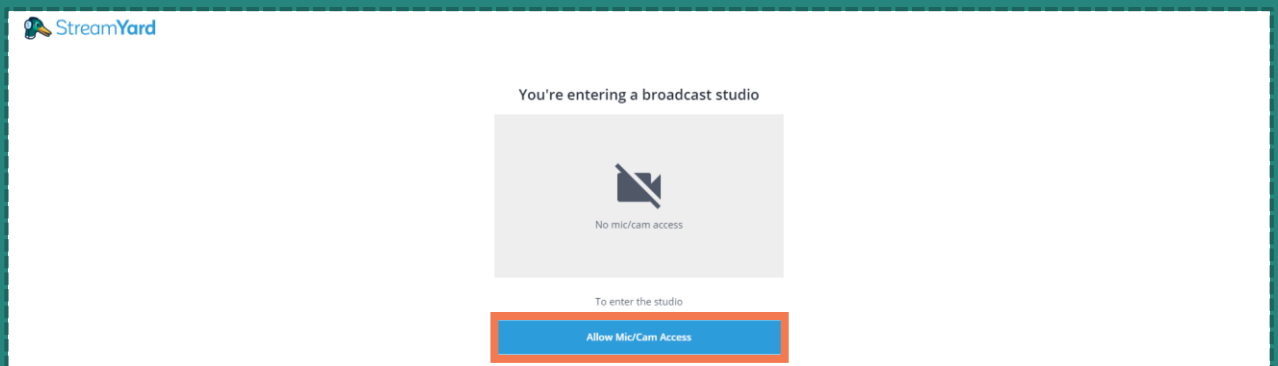 StreamYard
You're entering a broadcast studio
No mic/cam access
To enter the studio
Allow Mic/Cam Access